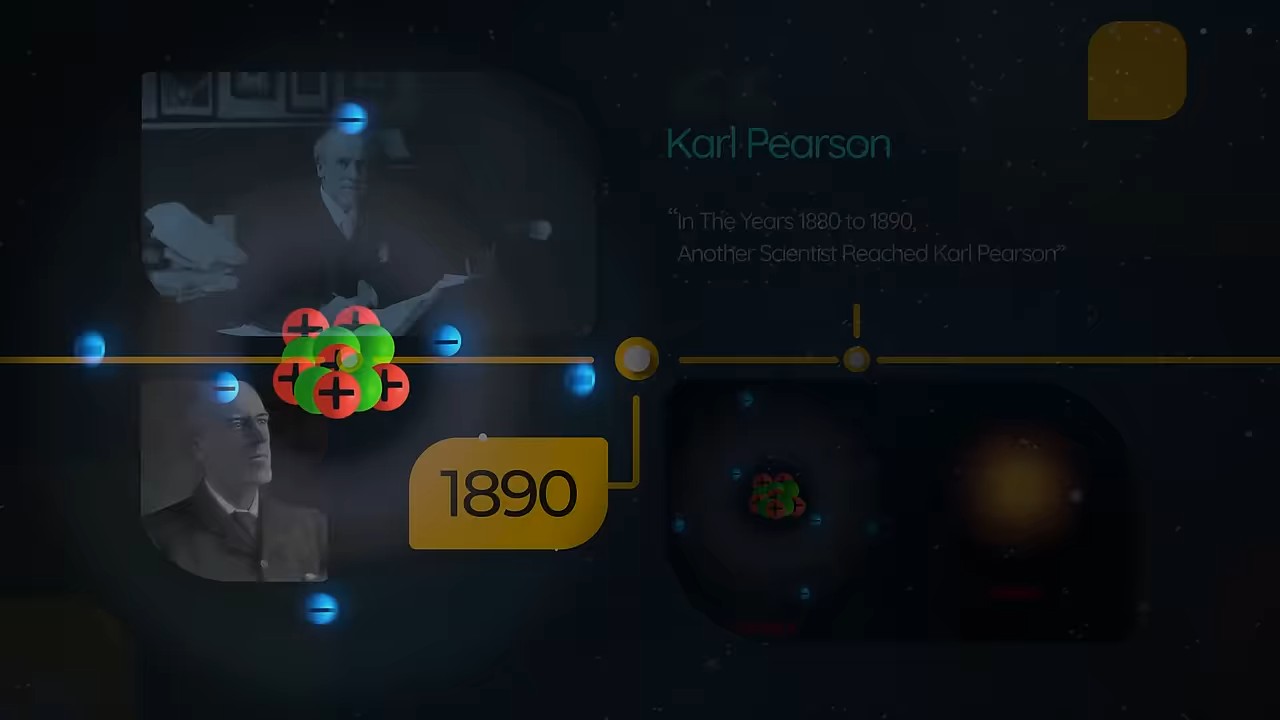 Karl Pearson
“In The Years 1880 to 1890,
Another Scientist Reached Karl Pearson”
1890